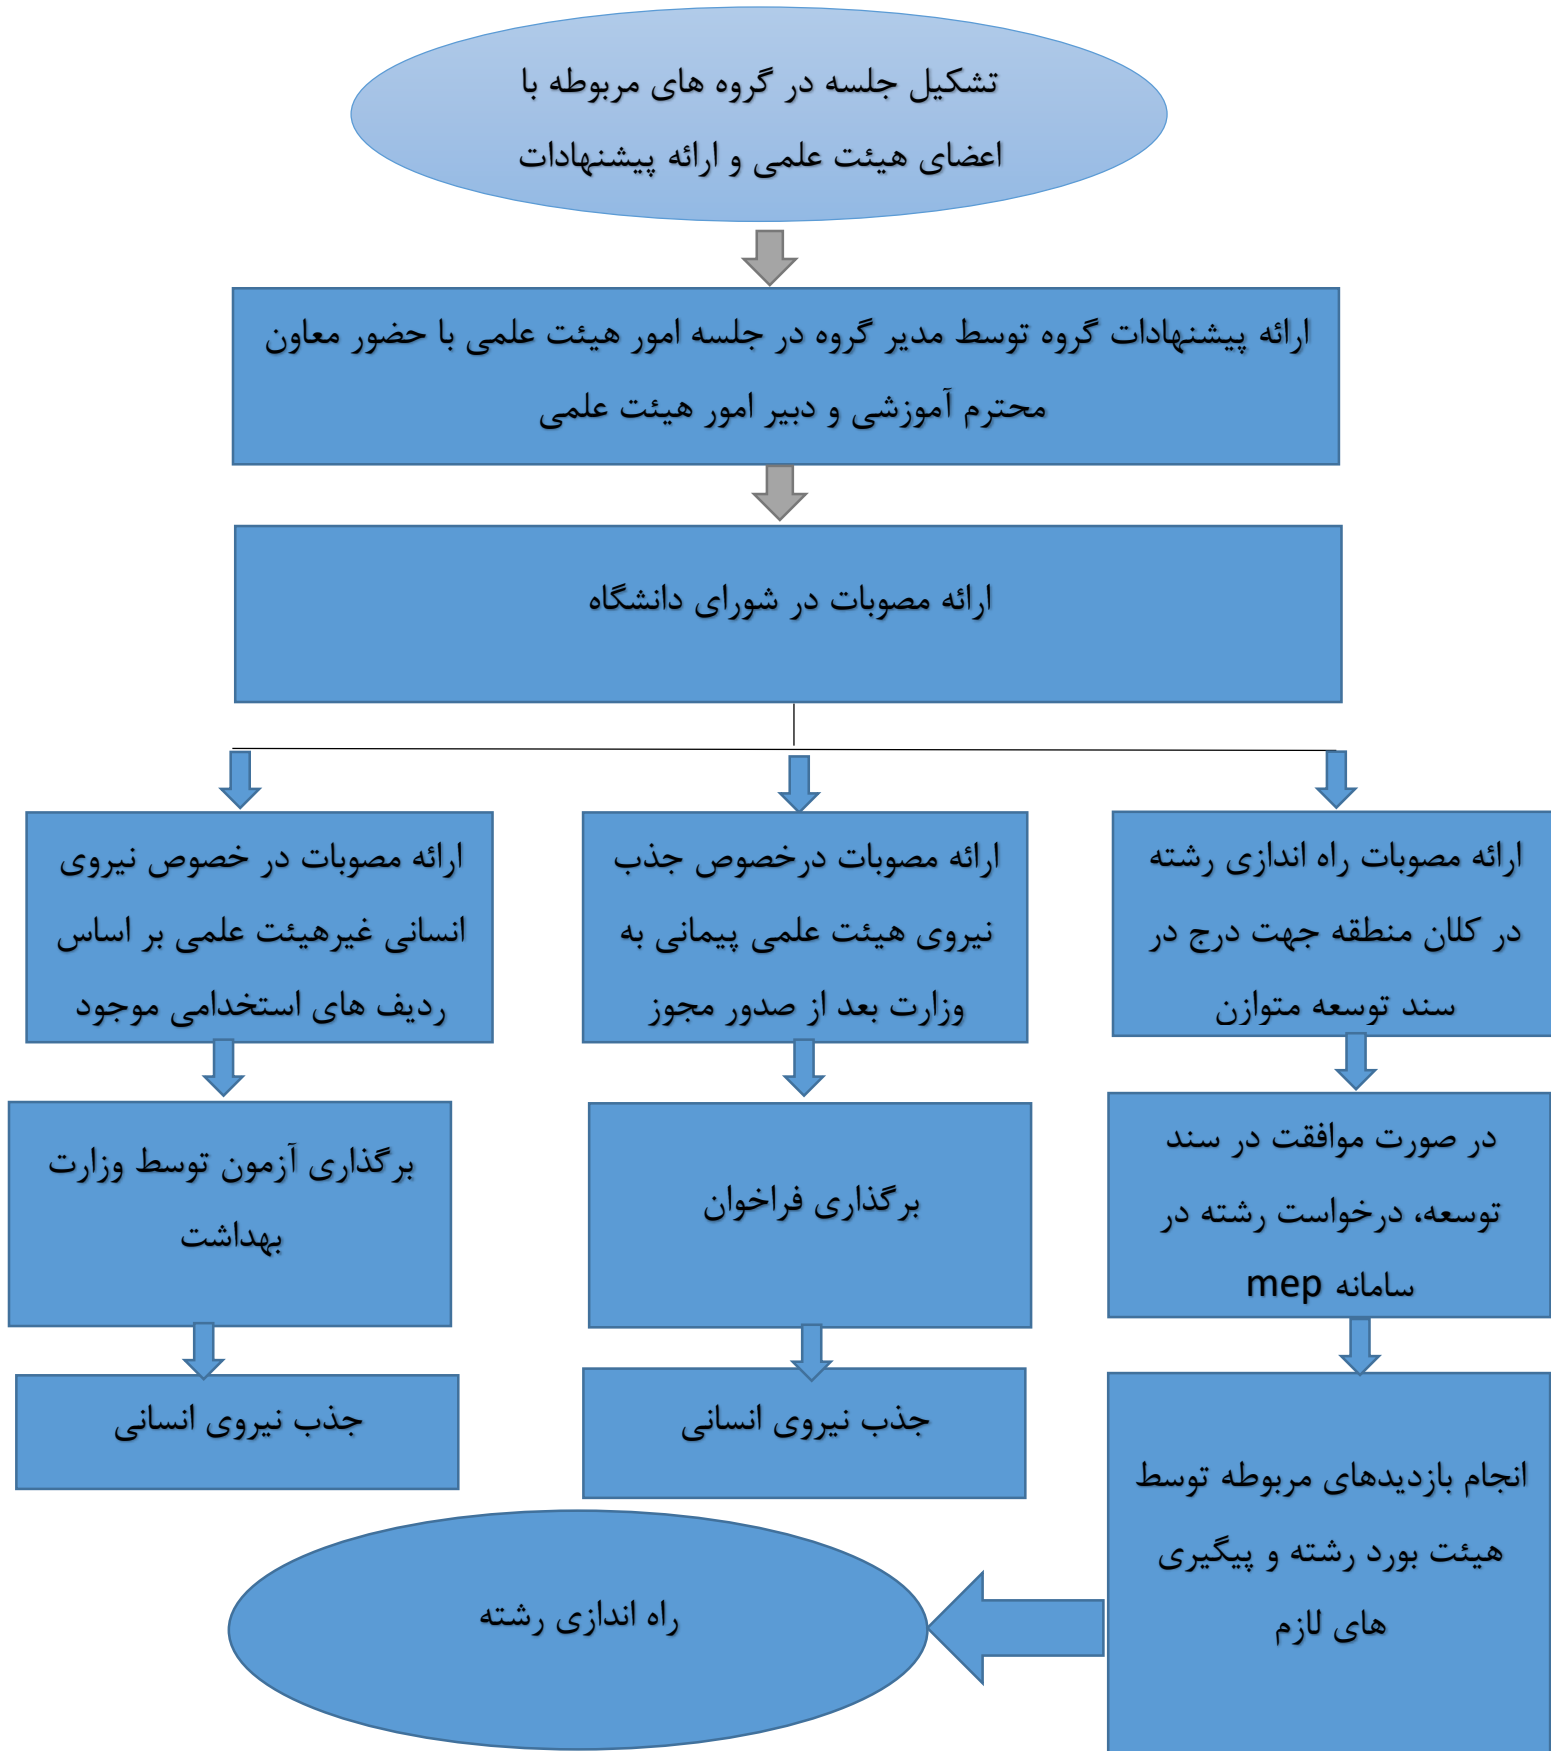 تشکیل جلسه در گروه های مربوطه با
اعضای هیئت علمی و ارائه پیشنهادات
ارائه پیشنهادات گروه توسط مدیر گروه در جلسه امور هیئت علمی با حضور معاون
محترم آموزشی و دبیر امور هیئت علمی
ارائه مصوبات در شورای دانشگاه
ارائه مصوبات راه اندازی رشته
در کلان منطقه جهت درج در
سند توسعه متوازن
ارائه مصوبات درخصوص جذب
نیروی هیئت علمی پیمانی به
وزارت بعد از صدور مجوز
ارائه مصوبات در خصوص نیروی
انسانی غیرهیئت علمی بر اساس
ردیف های استخدامی موجود
در صورت موافقت در سند
توسعه، درخواست رشته در
سامانه mep
برگذاری فراخوان
برگذاری آزمون توسط وزارت
بهداشت
انجام بازدیدهای مربوطه توسط
هیئت بورد رشته و پیگیری
های لازم
جذب نیروی انسانی
جذب نیروی انسانی
راه اندازی رشته